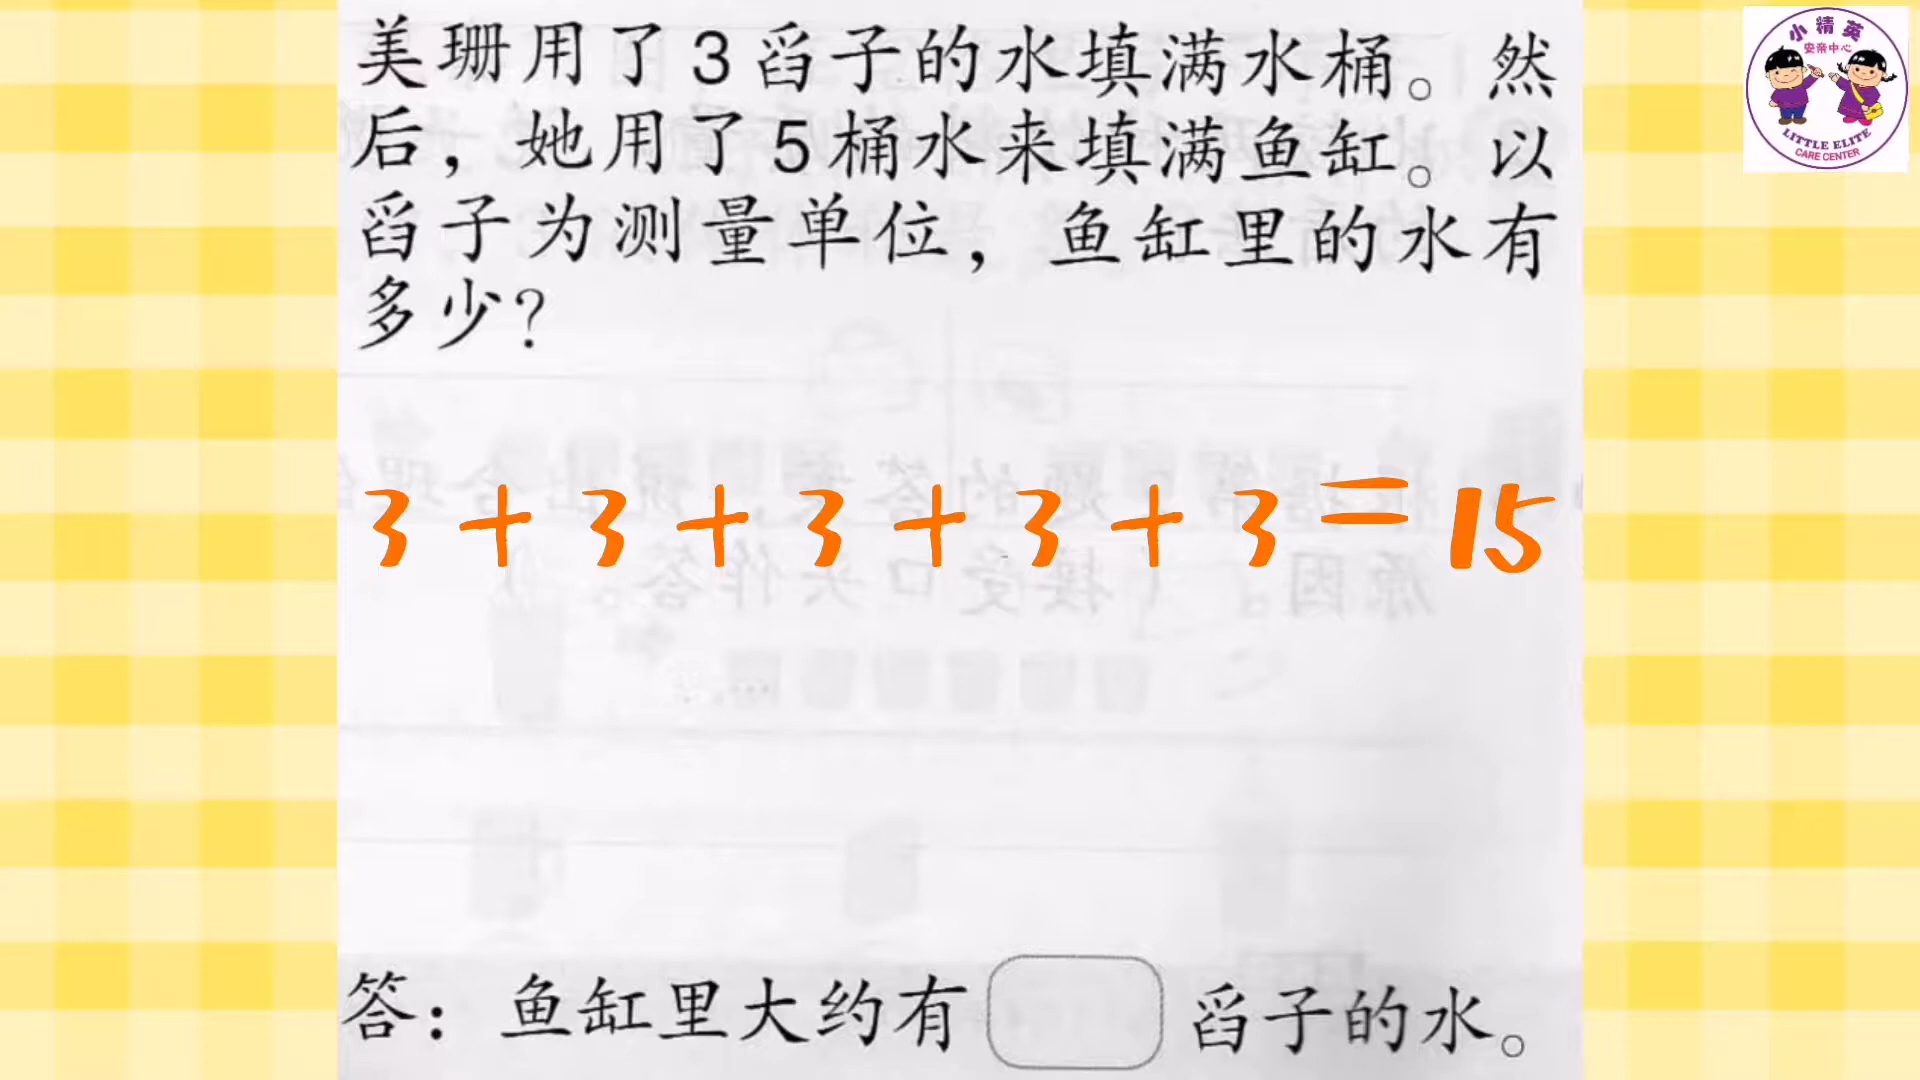 美珊用了3舀子的水填满水桶。然
后，她用了5桶水来填满鱼缸。以
舀子为测量单位，鱼缸里的水有
多少？
3+3+3+3+3=15
答：鱼缸里大约有 舀子的水。
小精英
安亲中心
LITTLE ELITE
CARE CENTER